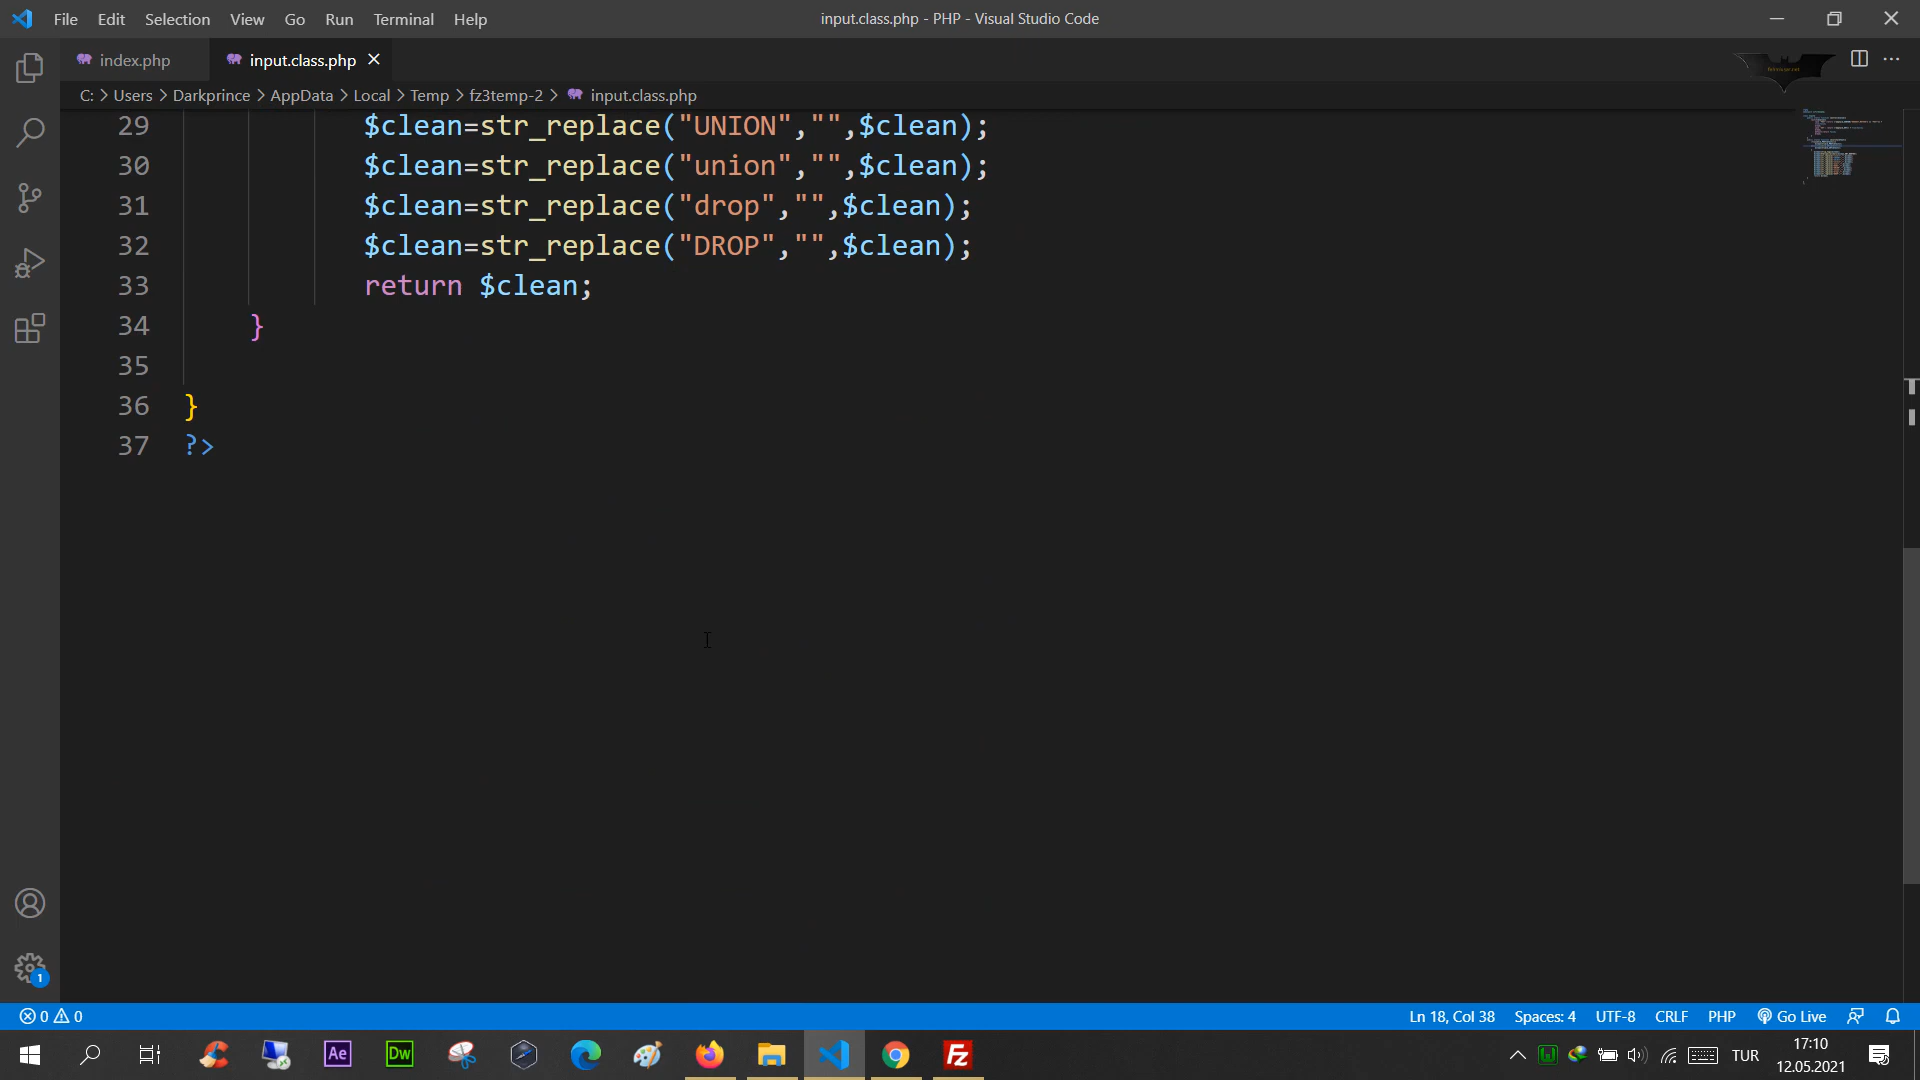 File Edit Selection View Go Run Terminal Help
input.class.php - PHP - Visual Studio Code
index.php
input.class.php
C: > Users > Darkprince > AppData > Local > Temp > fz3temp-2 > input.class.php
29 $clean=str_replace("UNION","",$clean);
30 $clean=str_replace("union","",$clean);
31 $clean=str_replace("drop","",$clean);
32 $clean=str_replace("DROP","",$clean);
33 return $clean;
34 }
35
36 }
37 ?>
1
0 0
Ln 18, Col 38 Spaces: 4 UTF-8 CRLF PHP Go Live
Ae Dw Fz
TUR
17:10
12.05.2021